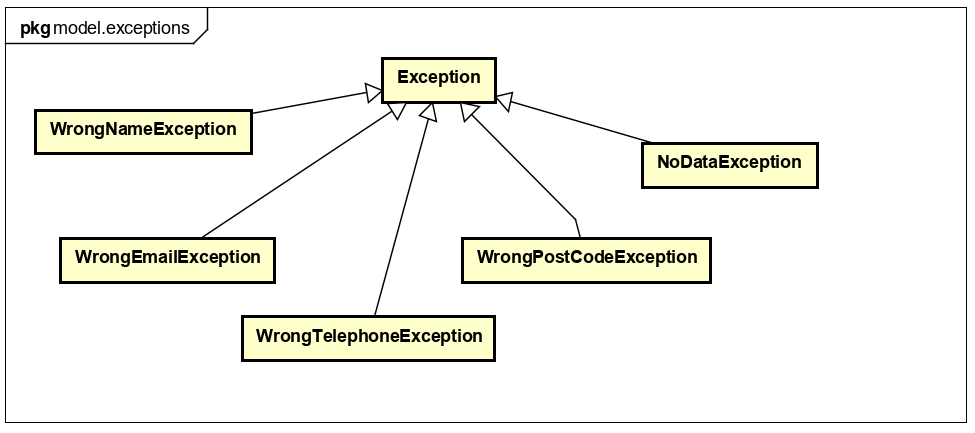 pkg model.exceptions
Exception
WrongNameException
NoDataException
WrongEmailException
WrongPostCodeException
WrongTelephoneException